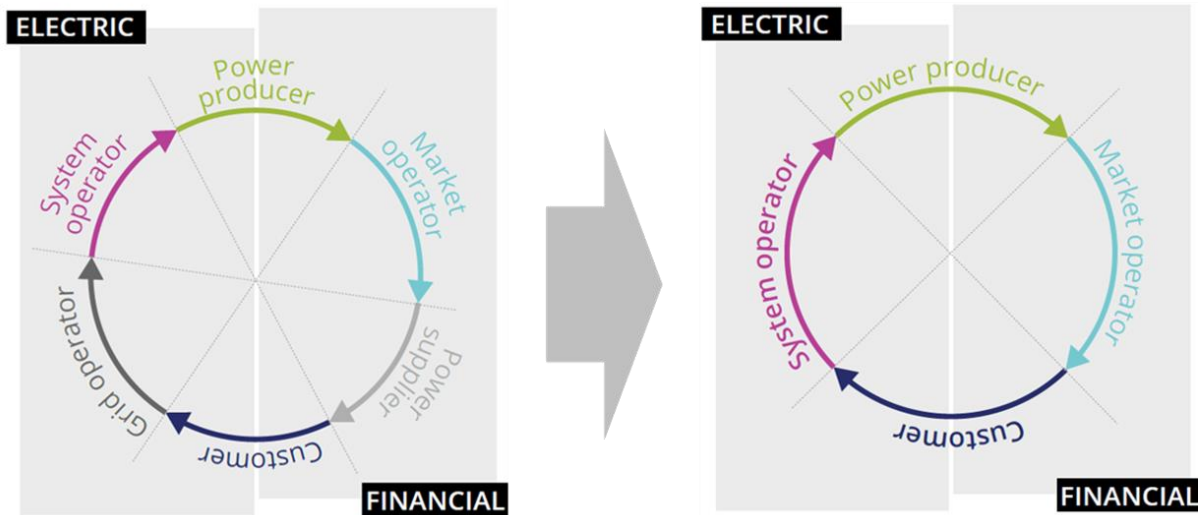 ELECTRIC
Power
producer
Market
operator
Power
supplier
Customer
Grid operator
System
operator
FINANCIAL
ELECTRIC
Power producer
Market operator
Customer
System operator
FINANCIAL